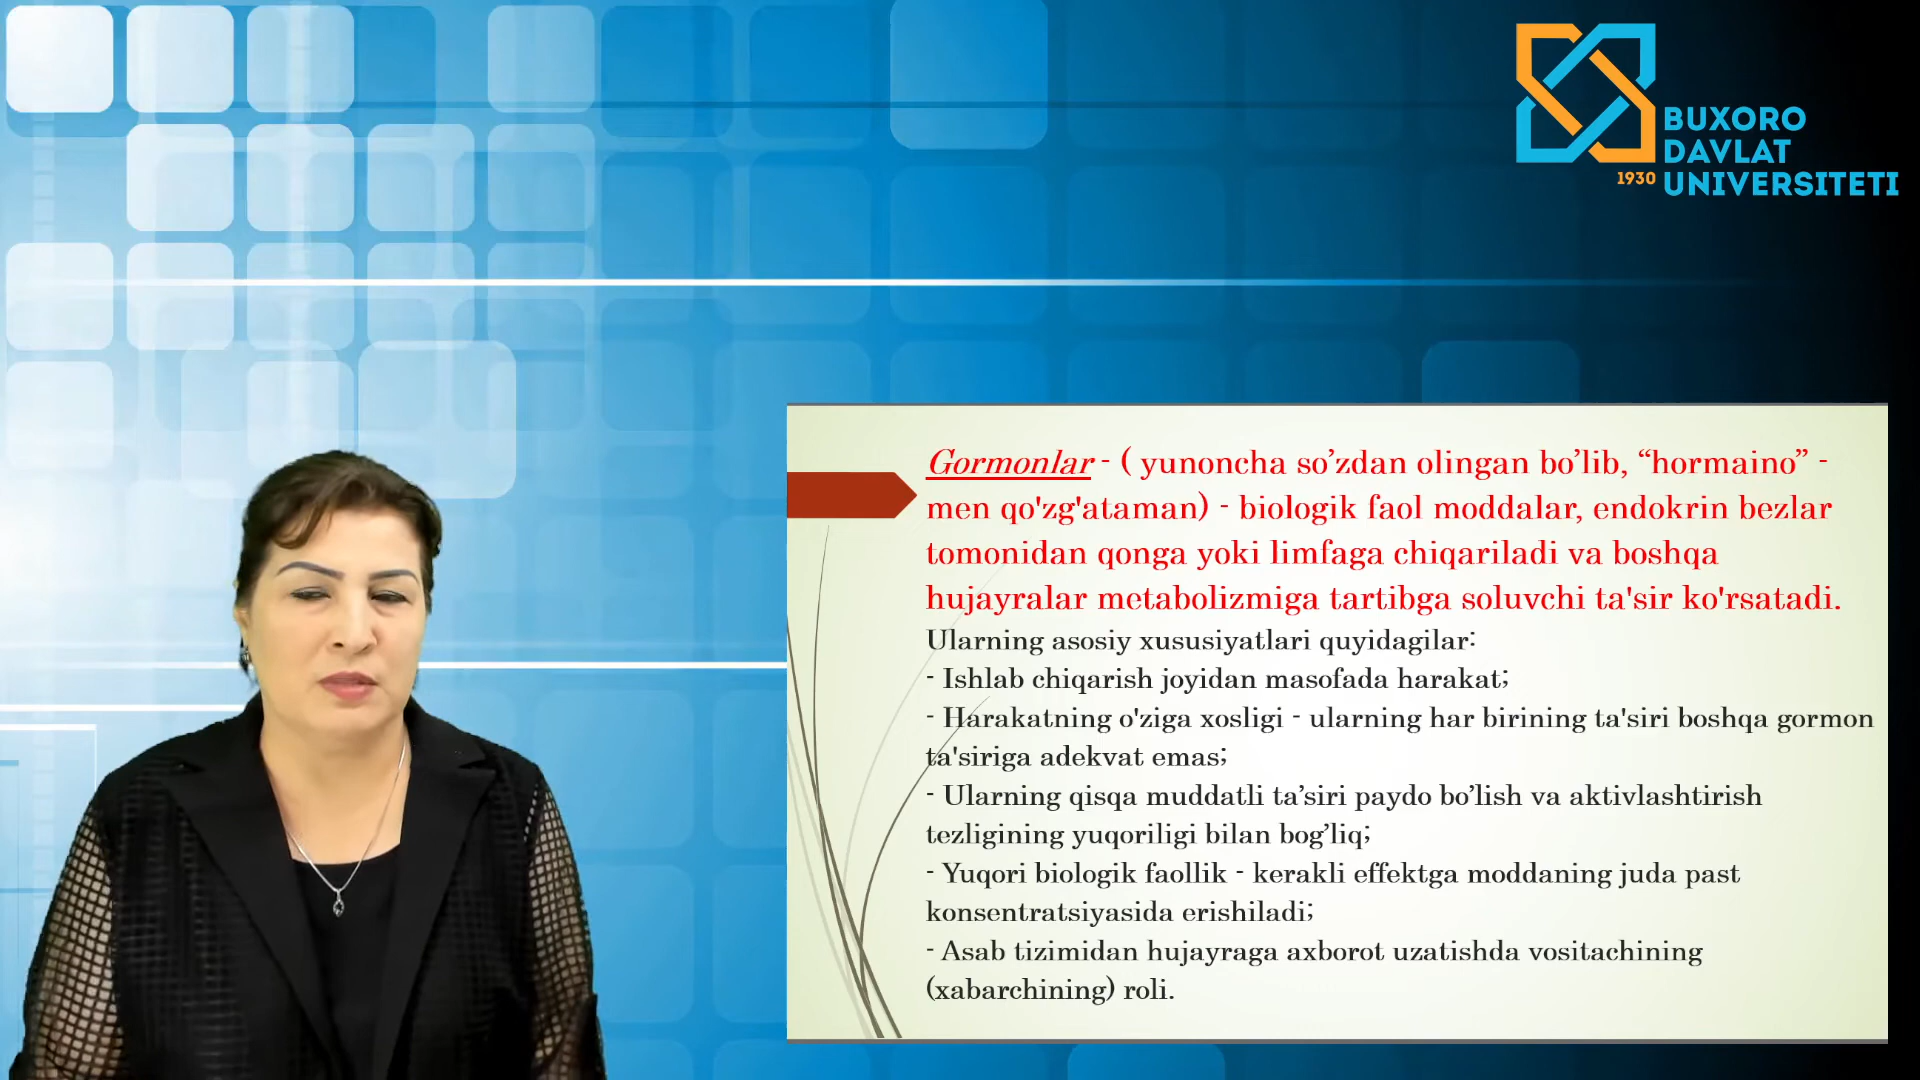 BUXORO
DAVLAT
1930 UNIVERSITETI
Gormonlar - ( yunoncha so’zdan olingan bo’lib, “hormaino” -
men qo'zg'ataman) - biologik faol moddalar, endokrin bezlar
tomonidan qonga yoki limfaga chiqariladi va boshqa
hujayralar metabolizmiga tartibga soluvchi ta'sir ko'rsatadi.
Ularning asosiy xususiyatlari quyidagilar:
- Ishlab chiqarish joyidan masofada harakat;
- Harakatning o'ziga xosligi - ularning har birining ta'siri boshqa gormon
ta'siriga adekvat emas;
- Ularning qisqa muddatli ta’siri paydo bo’lish va aktivlashtirish
tezligining yuqoriligi bilan bog’liq;
- Yuqori biologik faollik - kerakli effektga moddaning juda past
konsentratsiyasida erishiladi;
- Asab tizimidan hujayraga axborot uzatishda vositachining
(xabarchining) roli.